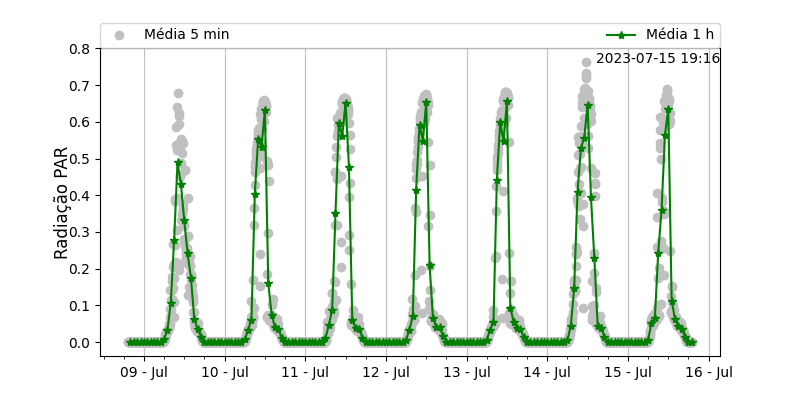 Média 5 min
Média 1 h
2023-07-15 19:16
Radiação PAR
0.8
0.7
0.6
0.5
0.4
0.3
0.2
0.1
0.0
09 - Jul
10 - Jul
11 - Jul
12 - Jul
13 - Jul
14 - Jul
15 - Jul
16 - Jul